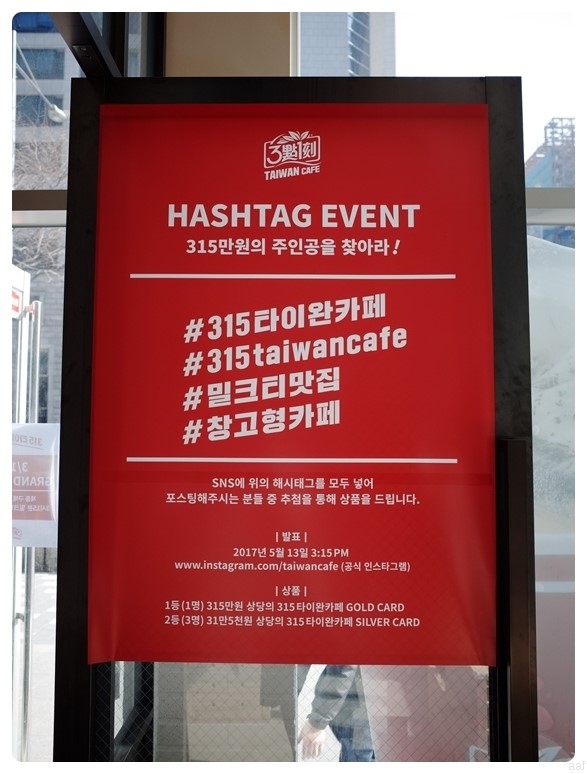 3點1刻
TAIWAN CAFE
HASHTAG EVENT
315만원의 주인공을 찾아라!
#315타이완카페
#315taiwancafe
#밀크티맛집
#창고형카페
SNS에 위의 해시태그를 모두 넣어
포스팅해주시는 분들 중 추첨을 통해 상품을 드립니다.
| 발표 |
2017년 5월 13일 3:15PM
www.instagram.com/taiwancafe (공식 인스타그램)
| 상품 |
1등(1명) 315만원 상당의 315타이완카페 GOLD CARD
2등(3명) 31만5천원 상당의 315타이완카페 SILVER CARD